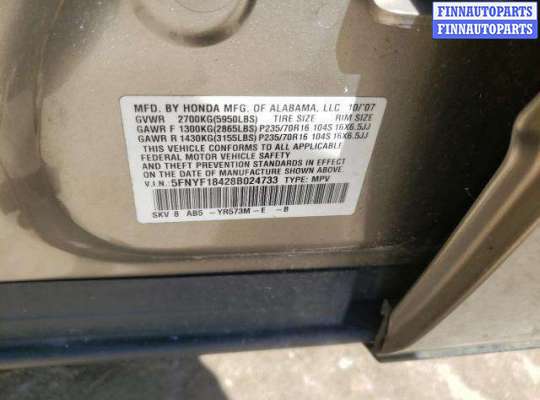 FINNAUTOPARTS
FINNAUTOPARTS
MFD. BY HONDA MFG. OF ALABAMA, LLC 10/'07
GVWR 2700KG(5950LBS) TIRE SIZE RIM SIZE
GAWR F 1300KG(2865LBS) P235/70R16 104S 16X6.5JJ
GAWR R 1430KG(3155LBS) P235/70R16 104S 16X6.5JJ
THIS VEHICLE CONFORMS TO ALL APPLICABLE
FEDERAL MOTOR VEHICLE SAFETY AND BUMPER
AND THEFT PREVENTION STANDARDS IN EFFECT
ON THE DATE OF MANUFACTURE SHOWN ABOVE.
V.I.N.: 5FNYF18428B024733 TYPE: MPV
SKV 8 AB5 -YR573M-E -B